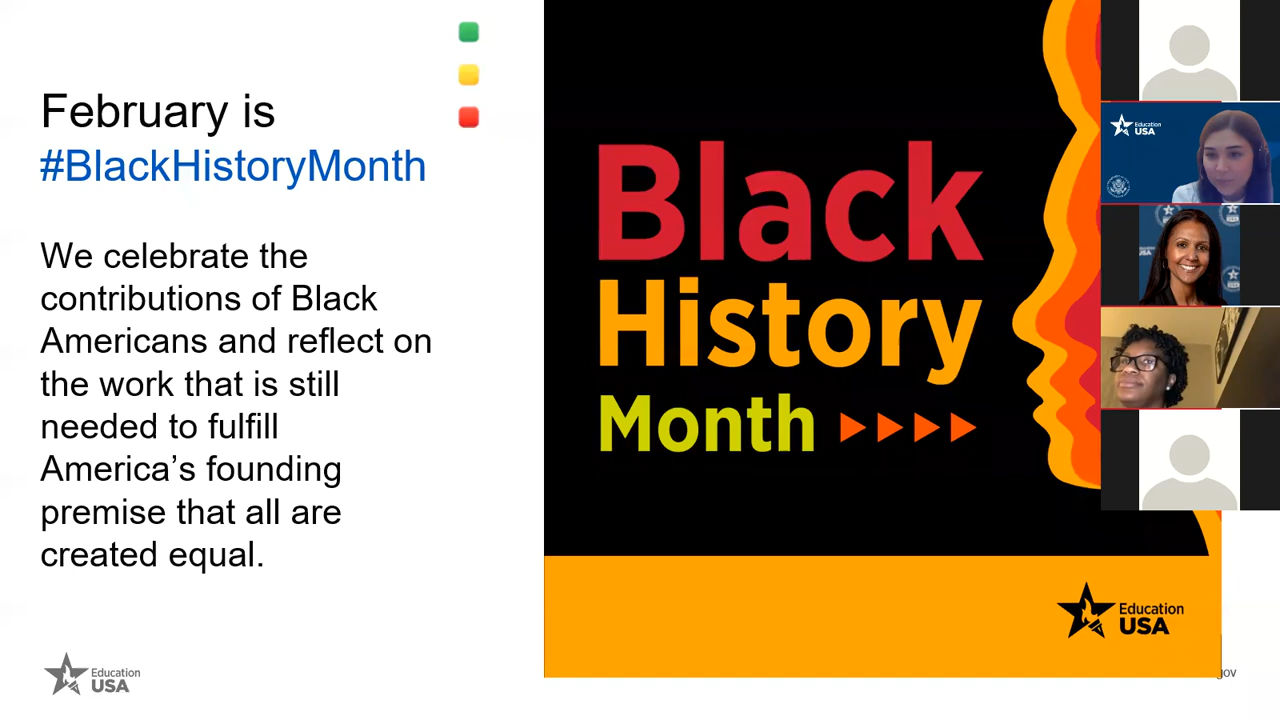 February is
#BlackHistoryMonth
We celebrate the
contributions of Black
Americans and reflect on
the work that is still
needed to fulfill
America’s founding
premise that all are
created equal.
Education
USA
Black
History
Month
Education
USA
gov
Education
USA